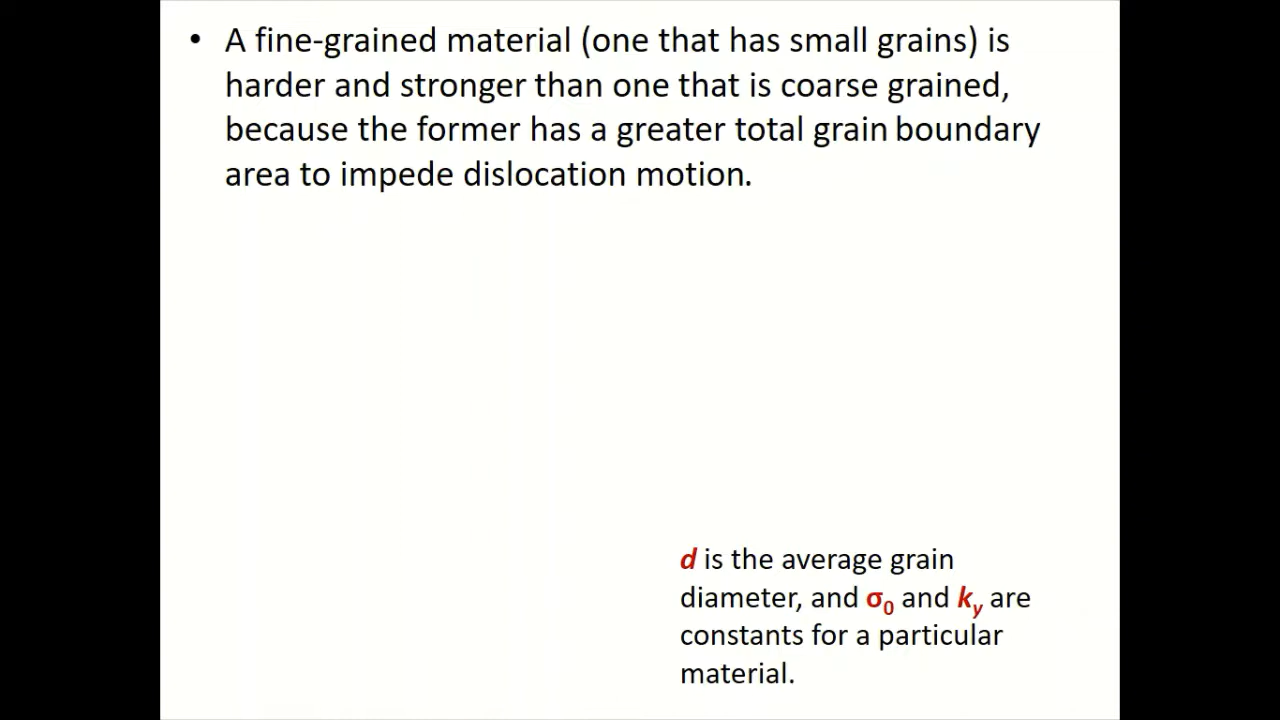 • A fine-grained material (one that has small grains) is
harder and stronger than one that is coarse grained,
because the former has a greater total grain boundary
area to impede dislocation motion.
d is the average grain
diameter, and σ₀ and kᵧ are
constants for a particular
material.